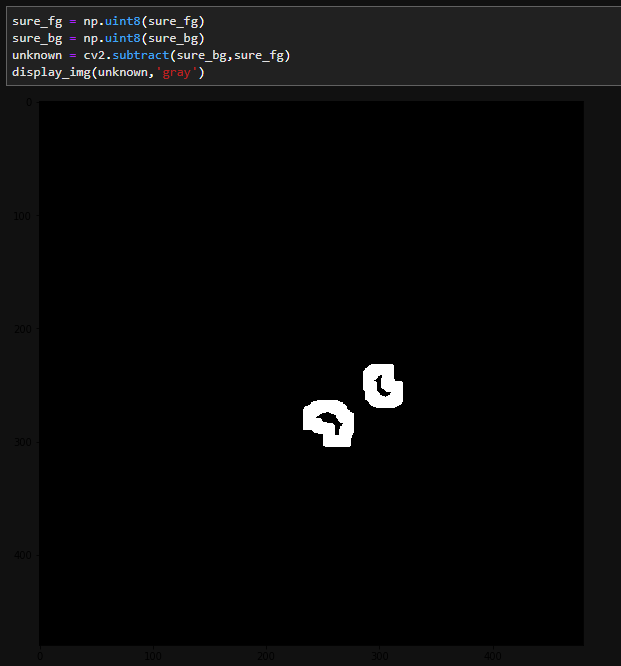 sure_fg = np.uint8(sure_fg)
sure_bg = np.uint8(sure_bg)
unknown = cv2.subtract(sure_bg,sure_fg)
display_img(unknown,'gray')
0
100
200
300
400
0
100
200
300
400